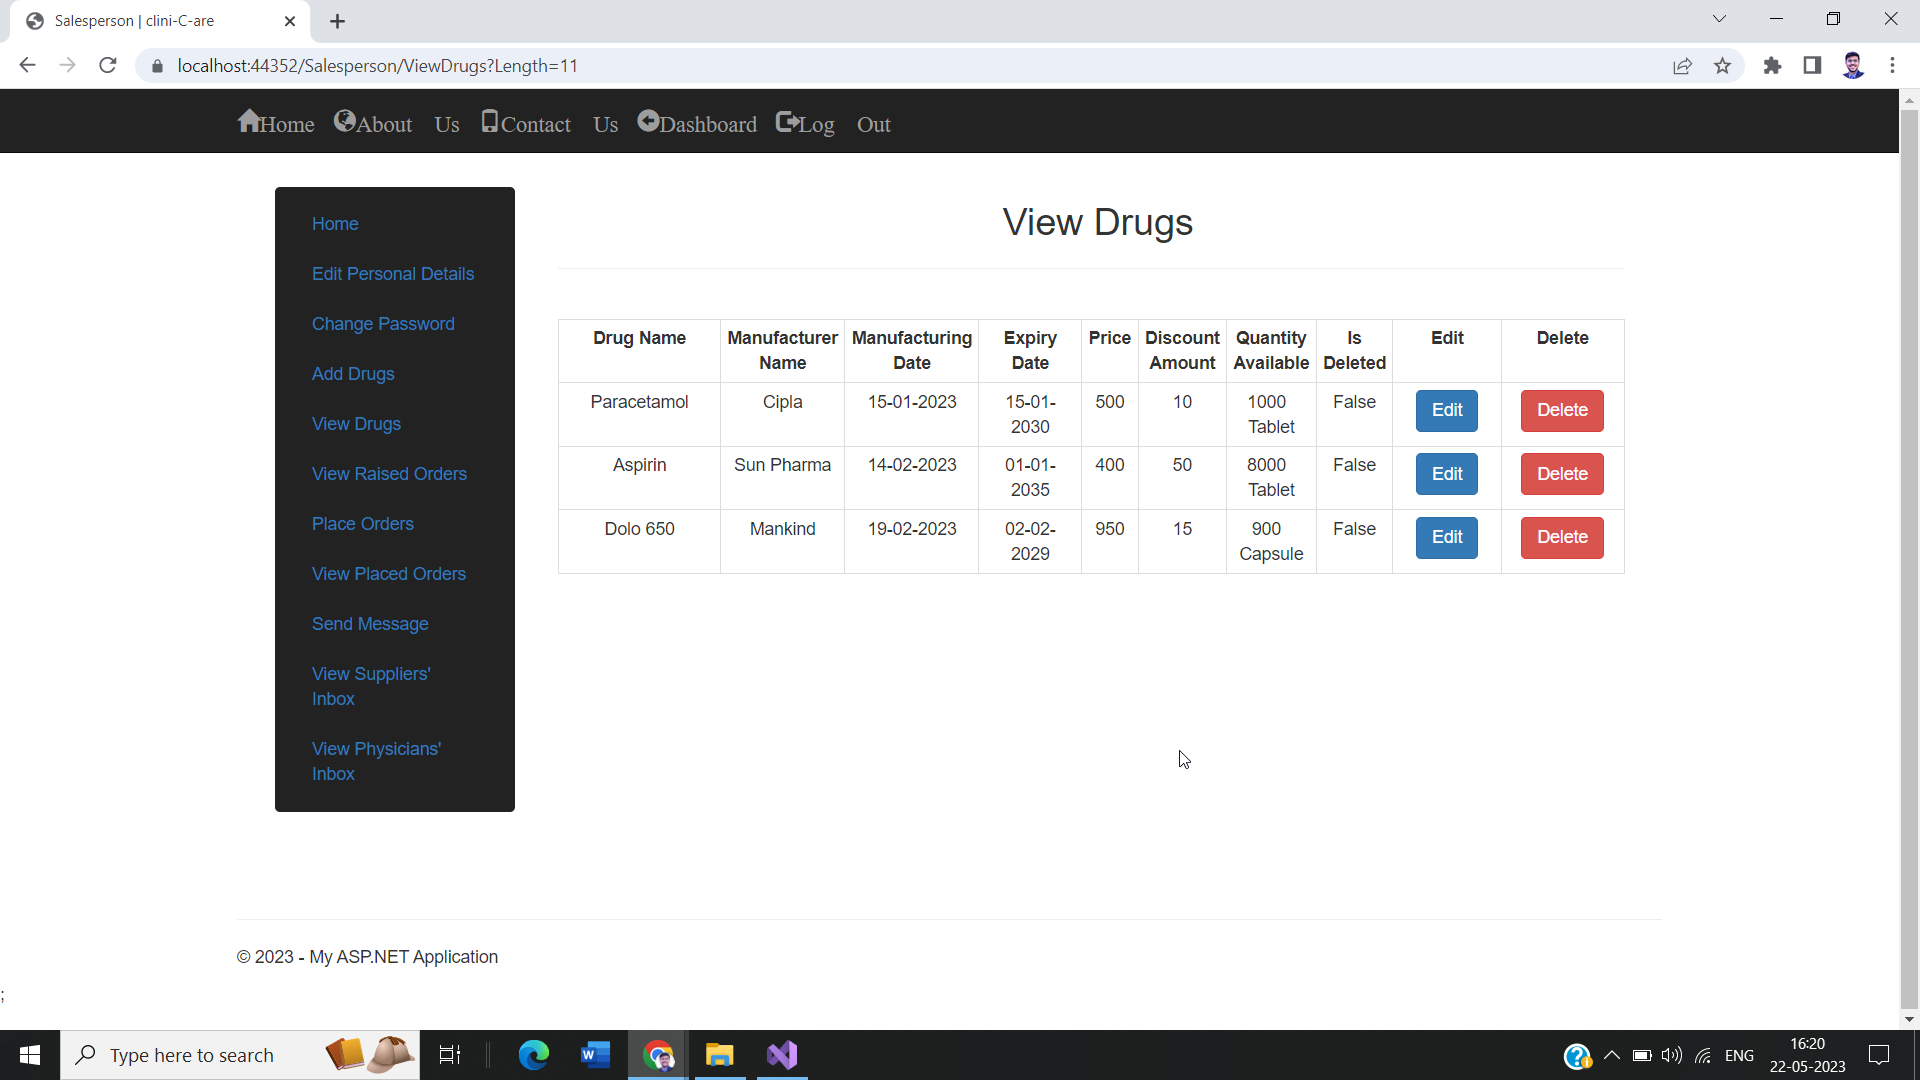 Salesperson | clini-C-are
localhost:44352/Salesperson/ViewDrugs?Length=11
Home About Us Contact Us Dashboard Log Out
Home
Edit Personal Details
Change Password
Add Drugs
View Drugs
View Raised Orders
Place Orders
View Placed Orders
Send Message
View Suppliers'
Inbox
View Physicians'
Inbox
View Drugs
Drug Name Manufacturer Manufacturing Expiry Price Discount Quantity Is Edit Delete
Name Date Date Amount Available Deleted
Paracetamol Cipla 15-01-2023 15-01- 500 10 1000 False Edit Delete
2030 Tablet
Aspirin Sun Pharma 14-02-2023 01-01- 400 50 8000 False Edit Delete
2035 Tablet
Dolo 650 Mankind 19-02-2023 02-02- 950 15 900 False Edit Delete
2029 Capsule
© 2023 - My ASP.NET Application
;
Type here to search
ENG
16:20
22-05-2023